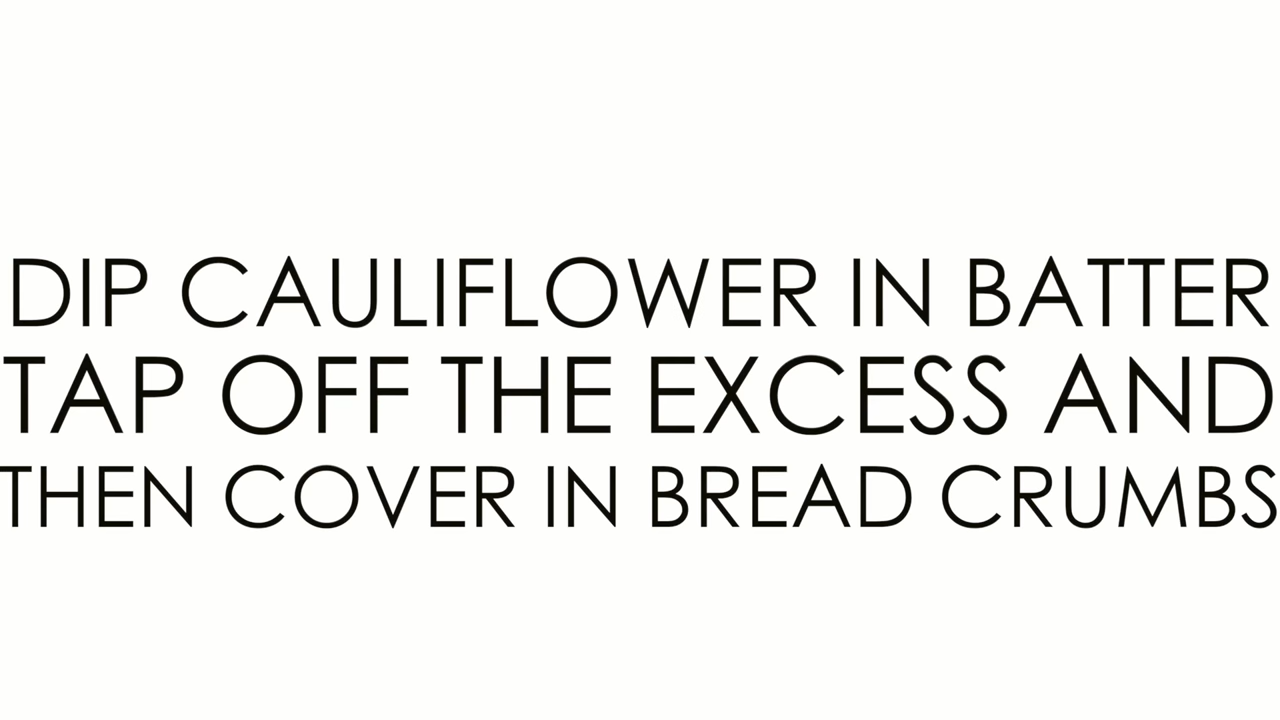 DIP CAULIFLOWER IN BATTER
TAP OFF THE EXCESS AND
THEN COVER IN BREAD CRUMBS